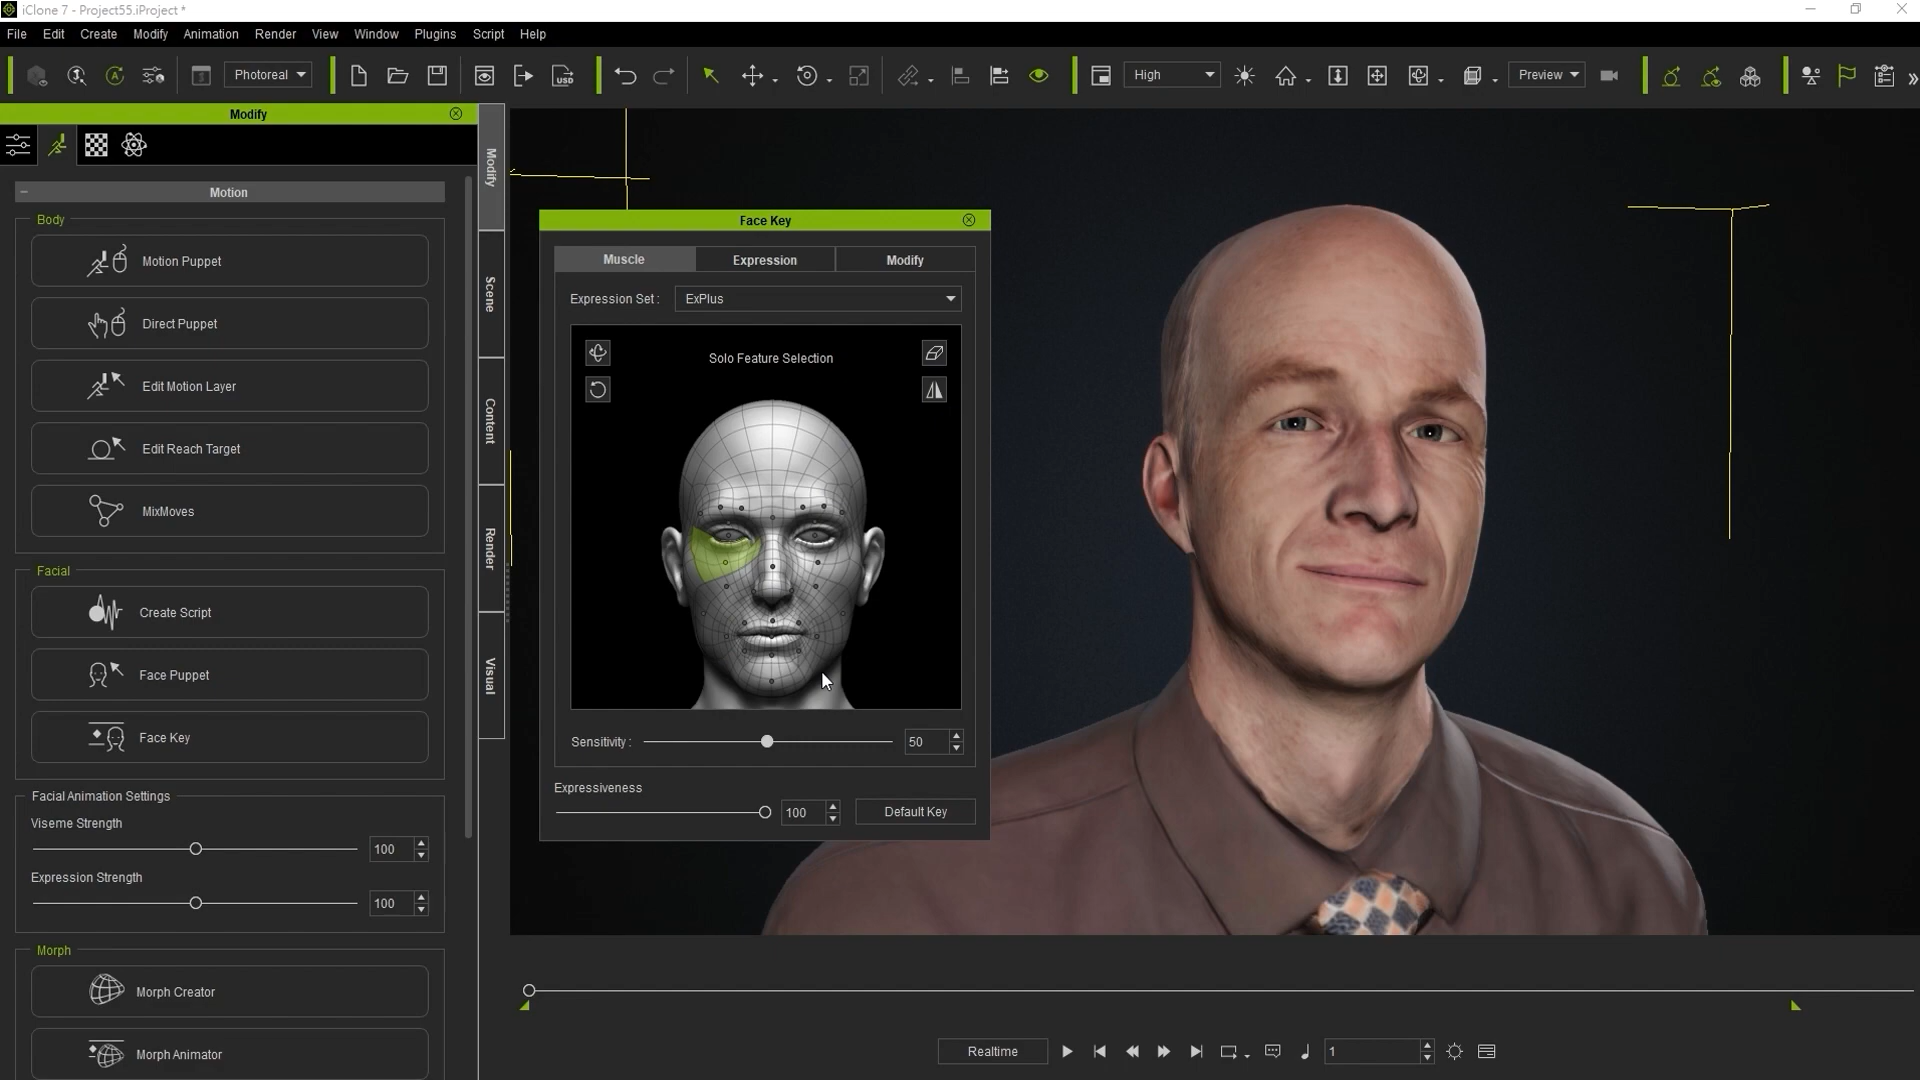 iClone 7 - Project55.iProject *
File Edit Create Modify Animation Render View Window Plugins Script Help
Photoreal
USD
High
Preview
Modify
Motion
Body
Motion Puppet
Direct Puppet
Edit Motion Layer
Edit Reach Target
MixMoves
Facial
Create Script
Face Puppet
Face Key
Facial Animation Settings
Viseme Strength
100
Expression Strength
100
Morph
Morph Creator
Morph Animator
Modify
Scene
Content
Render
Visual
Face Key
Muscle Expression Modify
Expression Set : ExPlus
Solo Feature Selection
Sensitivity : 50
Expressiveness
100 Default Key
Realtime 1